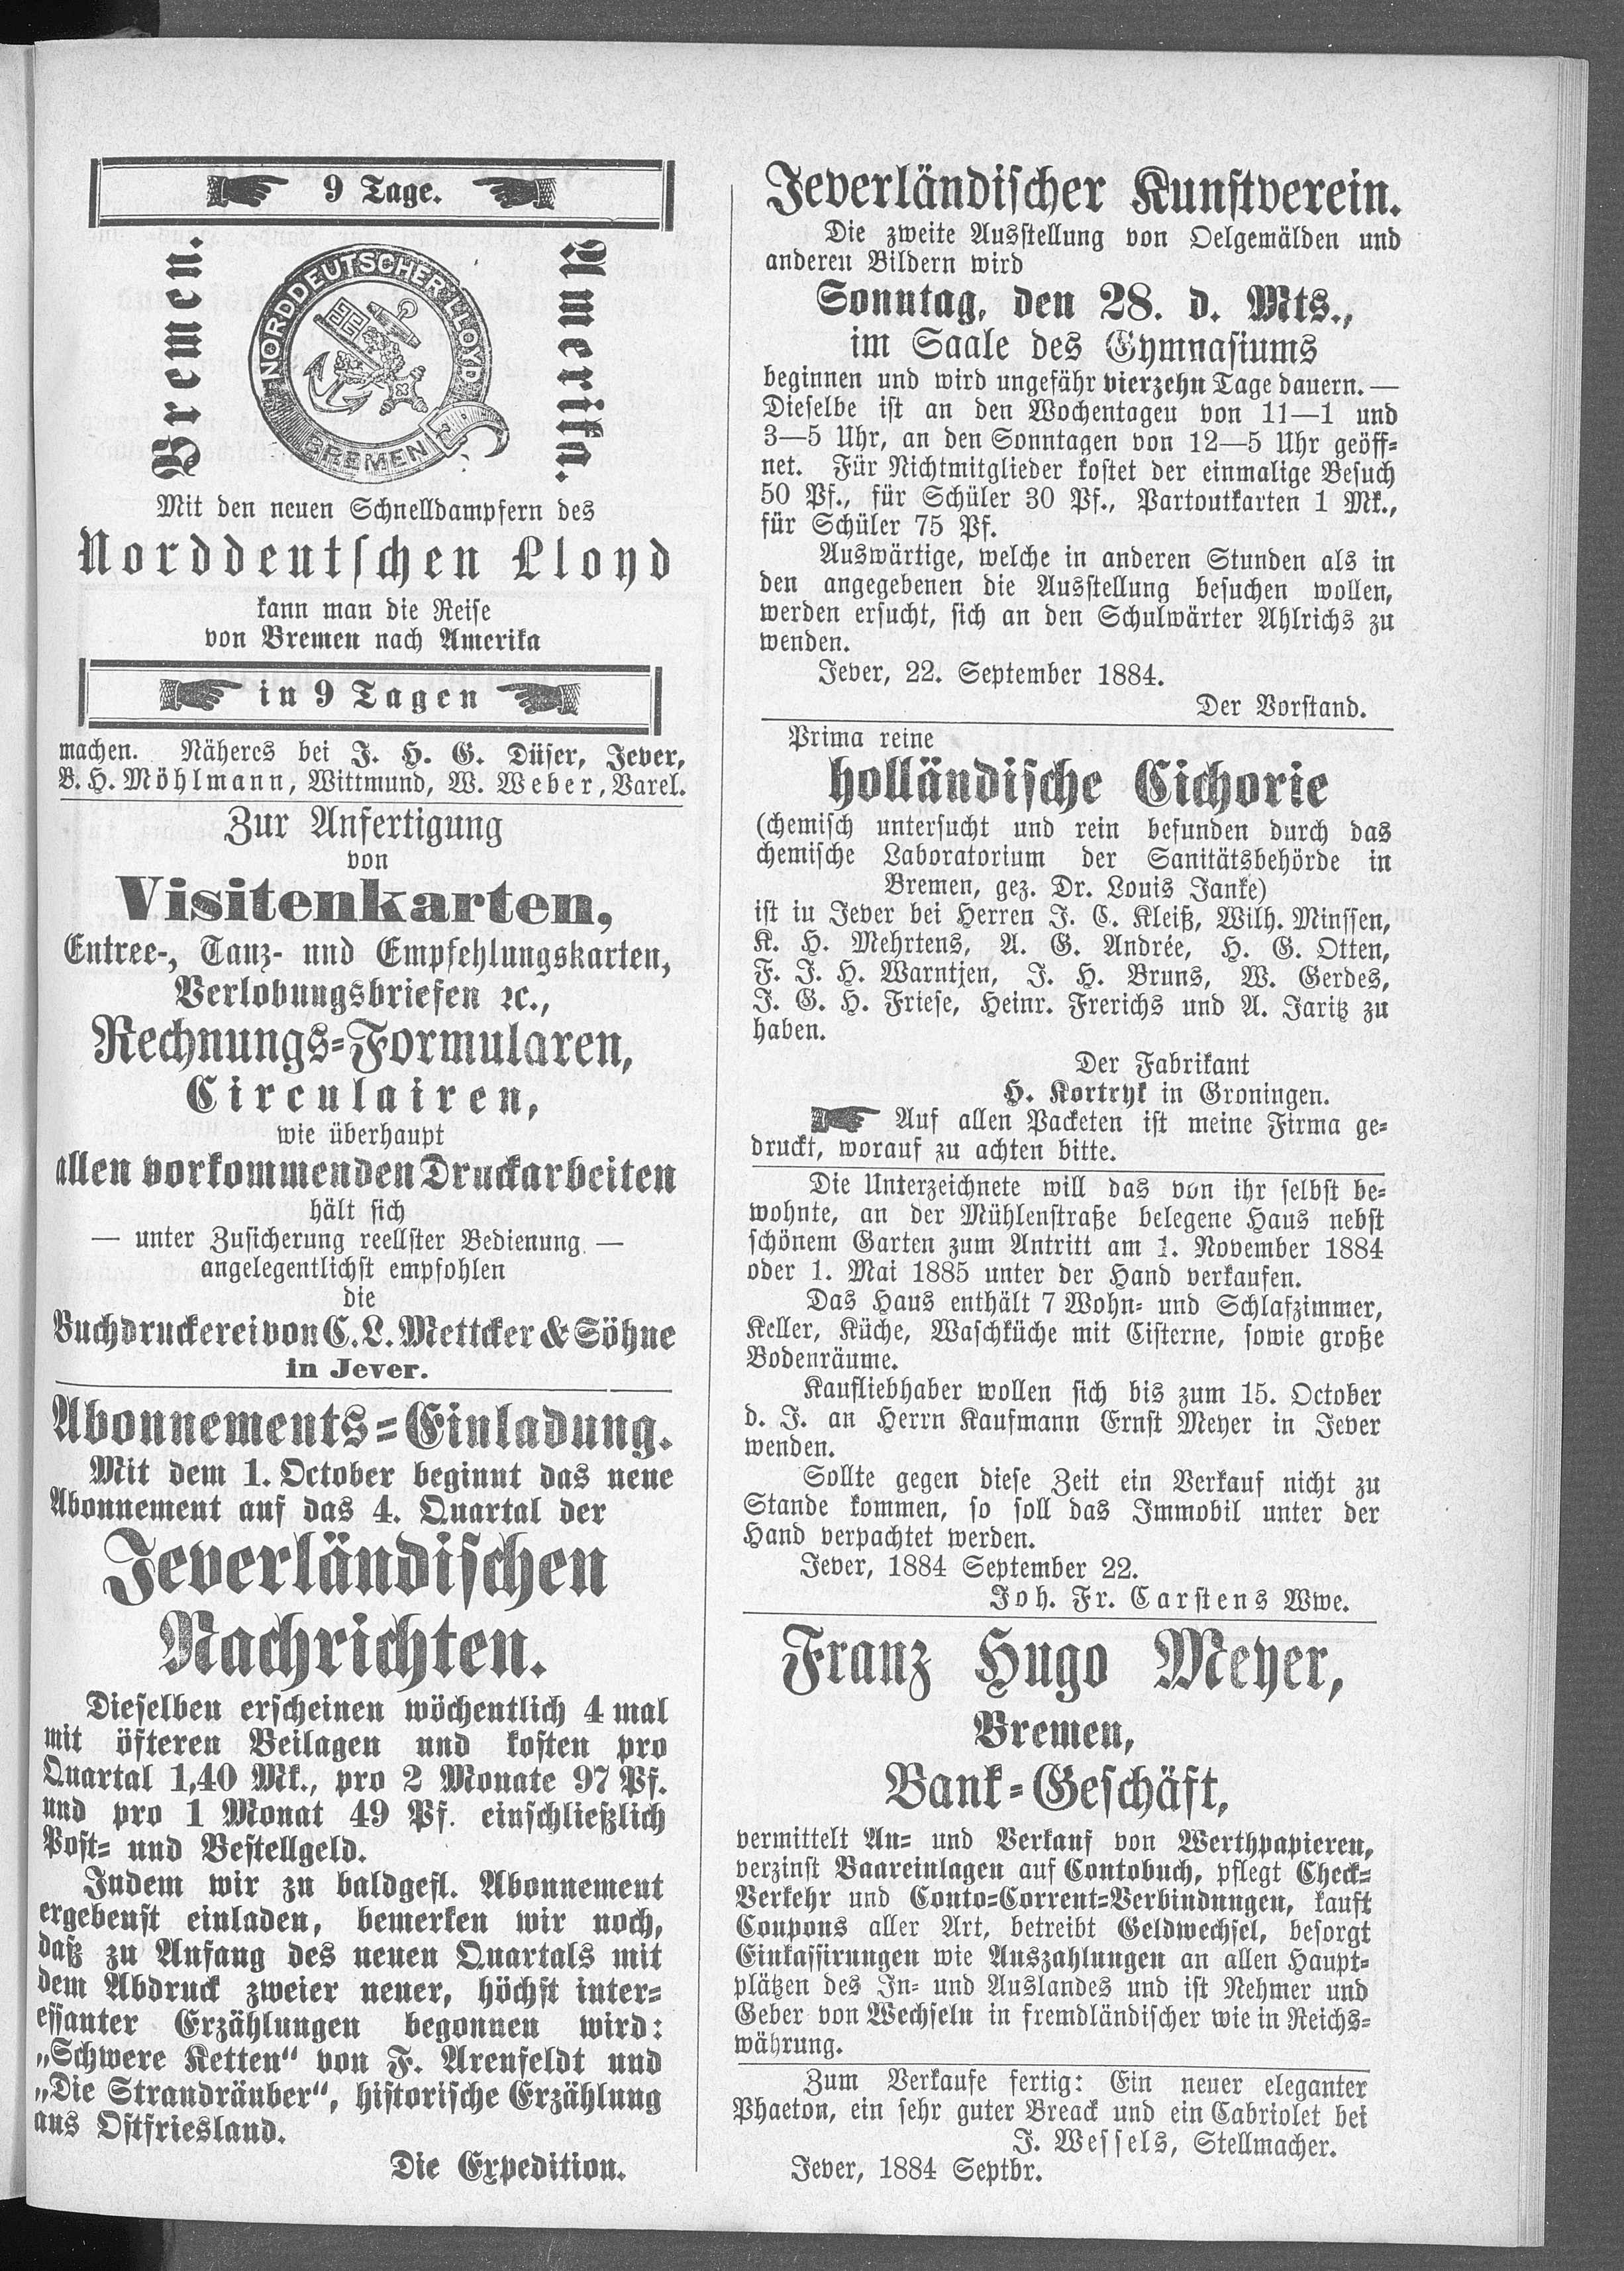 9 Tage.
Bremen.
NORDDEUTSCHER LLOYD
BREMEN
Amerika.
Mit den neuen Schnelldampfern des
Norddeutschen Lloyd
kann man die Reise
von Bremen nach Amerika
in 9 Tagen
machen. Näheres bei J. H. G. Düser, Jever,
B. H. Möhlmann, Wittmund, W. Weber, Varel.
Zur Anfertigung
von
Visitenkarten,
Entree-, Tanz- und Empfehlungskarten,
Verlobungsbriefen ꝛc.,
Rechnungs-Formularen,
Circulairen,
wie überhaupt
allen vorkommenden Druckarbeiten
hält sich
— unter Zusicherung reellster Bedienung —
angelegentlichst empfohlen
die
Buchdruckerei von C. L. Mettcker & Söhne
in Jever.
Abonnements-Einladung.
Mit dem 1. October beginnt das neue
Abonnement auf das 4. Quartal der
Jeverländischen
Nachrichten.
Dieselben erscheinen wöchentlich 4 mal
mit öfteren Beilagen und kosten pro
Quartal 1,40 Mk., pro 2 Monate 97 Pf.
und pro 1 Monat 49 Pf. einschließlich
Post- und Bestellgeld.
Indem wir zu baldgefl. Abonnement
ergebenst einladen, bemerken wir noch,
daß zu Anfang des neuen Quartals mit
dem Abdruck zweier neuer, höchst inter-
essanter Erzählungen begonnen wird:
„Schwere Ketten“ von F. Arenfeldt und
„Die Strandräuber“, historische Erzählung
aus Ostfriesland.
Die Expedition.
Jeverländischer Kunstverein.
Die zweite Ausstellung von Oelgemälden und
anderen Bildern wird
Sonntag, den 28. d. Mts.,
im Saale des Gymnasiums
beginnen und wird ungefähr vierzehn Tage dauern. —
Dieselbe ist an den Wochentagen von 11—1 und
3—5 Uhr, an den Sonntagen von 12—5 Uhr geöff-
net. Für Nichtmitglieder kostet der einmalige Besuch
50 Pf., für Schüler 30 Pf., Partoutkarten 1 Mk.,
für Schüler 75 Pf.
Auswärtige, welche in anderen Stunden als in
den angegebenen die Ausstellung besuchen wollen,
werden ersucht, sich an den Schulwärter Ahlrichs zu
wenden.
Jever, 22. September 1884.
Der Vorstand.
Prima reine
holländische Cichorie
(chemisch untersucht und rein befunden durch das
chemische Laboratorium der Sanitätsbehörde in
Bremen, gez. Dr. Louis Janke)
ist in Jever bei Herren J. C. Kleiß, Wilh. Minssen,
K. H. Mehrtens, A. G. Andrée, H. G. Otten,
F. J. H. Warntjen, J. H. Bruns, W. Gerdes,
J. G. H. Friese, Heinr. Frerichs und A. Jaritz zu
haben.
Der Fabrikant
H. Kortryk in Groningen.
Auf allen Packeten ist meine Firma ge-
druckt, worauf zu achten bitte.
Die Unterzeichnete will das von ihr selbst be-
wohnte, an der Mühlenstraße belegene Haus nebst
schönem Garten zum Antritt am 1. November 1884
oder 1. Mai 1885 unter der Hand verkaufen.
Das Haus enthält 7 Wohn- und Schlafzimmer,
Keller, Küche, Waschküche mit Cisterne, sowie große
Bodenräume.
Kaufliebhaber wollen sich bis zum 15. October
d. J. an Herrn Kaufmann Ernst Meyer in Jever
wenden.
Sollte gegen diese Zeit ein Verkauf nicht zu
Stande kommen, so soll das Immobil unter der
Hand verpachtet werden.
Jever, 1884 September 22.
Joh. Fr. Carstens Wwe.
Franz Hugo Meyer,
Bremen,
Bank-Geschäft,
vermittelt An- und Verkauf von Werthpapieren,
verzinst Baareinlagen auf Contobuch, pflegt Check-
Verkehr und Conto-Corrent-Verbindungen, kauft
Coupons aller Art, betreibt Geldwechsel, besorgt
Einkassirungen wie Auszahlungen an allen Haupt-
plätzen des In- und Auslandes und ist Nehmer und
Geber von Wechseln in fremdländischer wie in Reichs-
währung.
Zum Verkaufe fertig: Ein neuer eleganter
Phaeton, ein sehr guter Breack und ein Cabriolet bei
J. Wessels, Stellmacher.
Jever, 1884 Septbr.